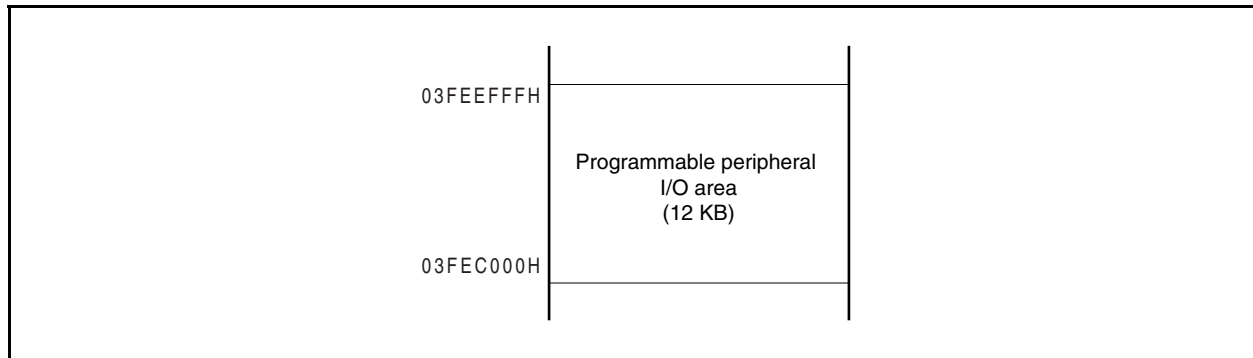 03FEEFFFH
Programmable peripheral
I/O area
(12 KB)
03FEC000H